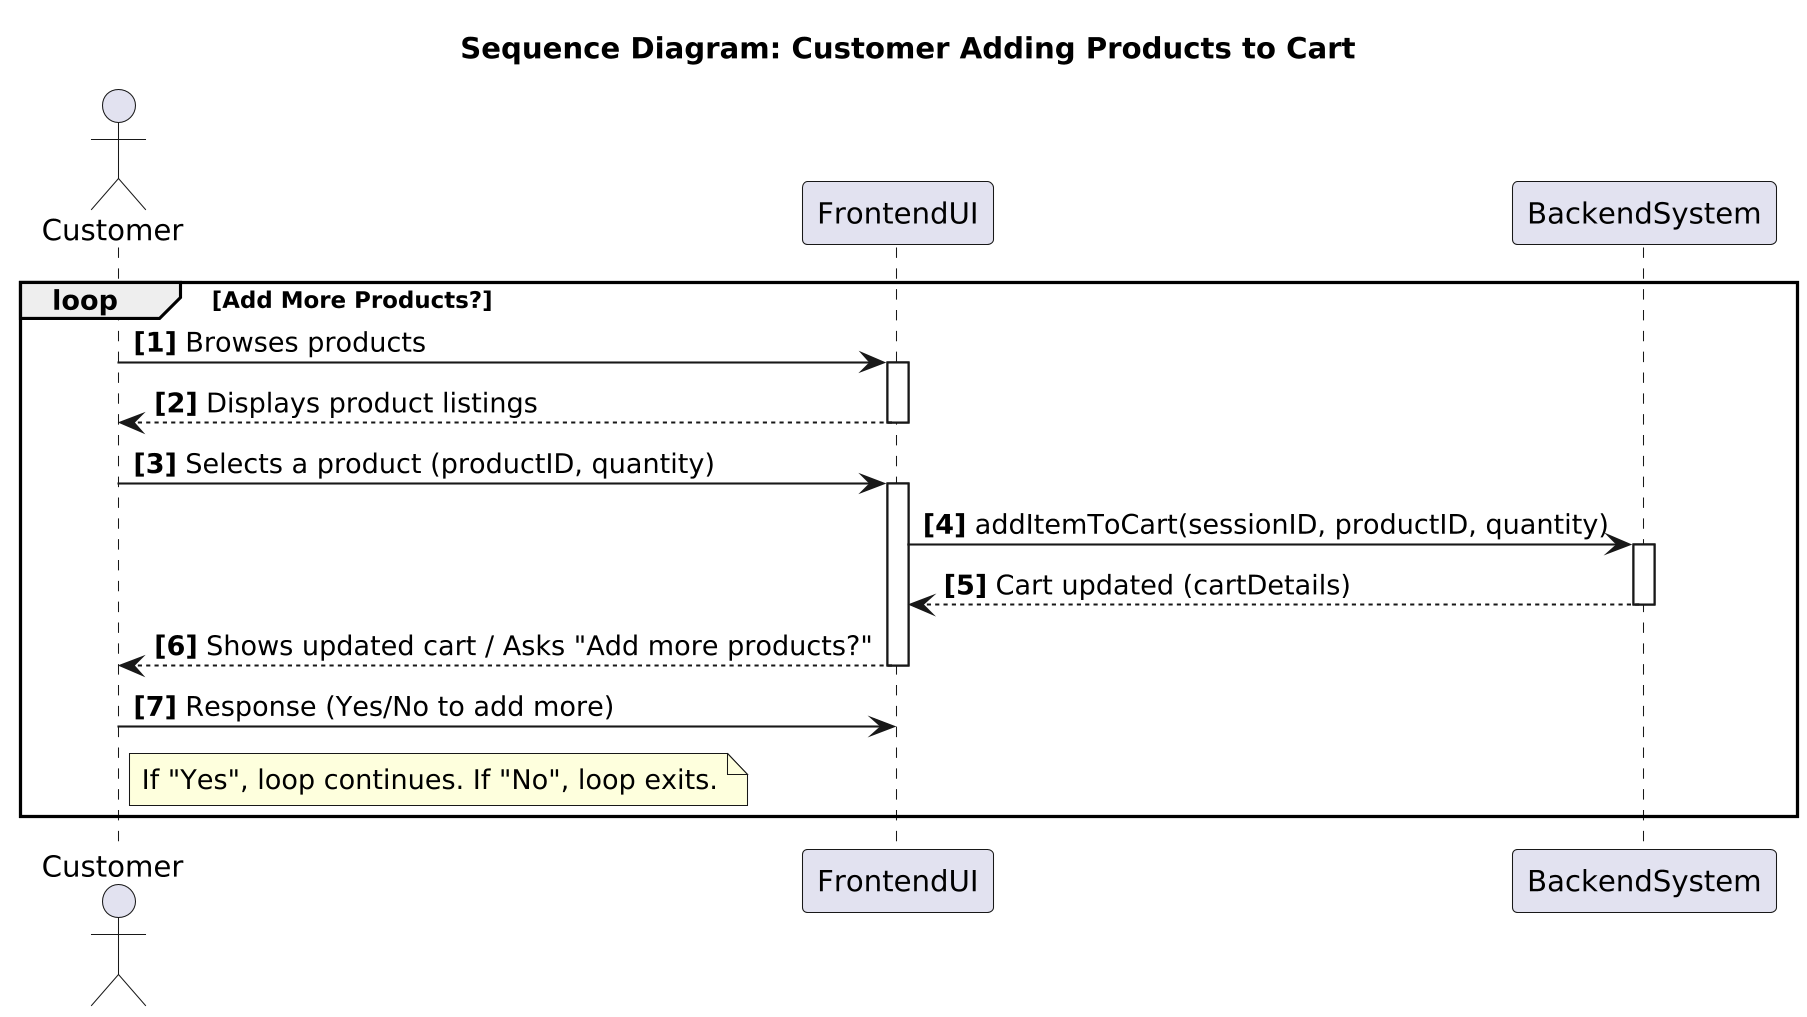 Sequence Diagram: Customer Adding Products to Cart
Customer
FrontendUI
BackendSystem
loop
[Add More Products?]
[1] Browses products
[2] Displays product listings
[3] Selects a product (productID, quantity)
[4] addItemToCart(sessionID, productID, quantity)
[5] Cart updated (cartDetails)
[6] Shows updated cart / Asks "Add more products?"
[7] Response (Yes/No to add more)
If "Yes", loop continues. If "No", loop exits.
Customer
FrontendUI
BackendSystem